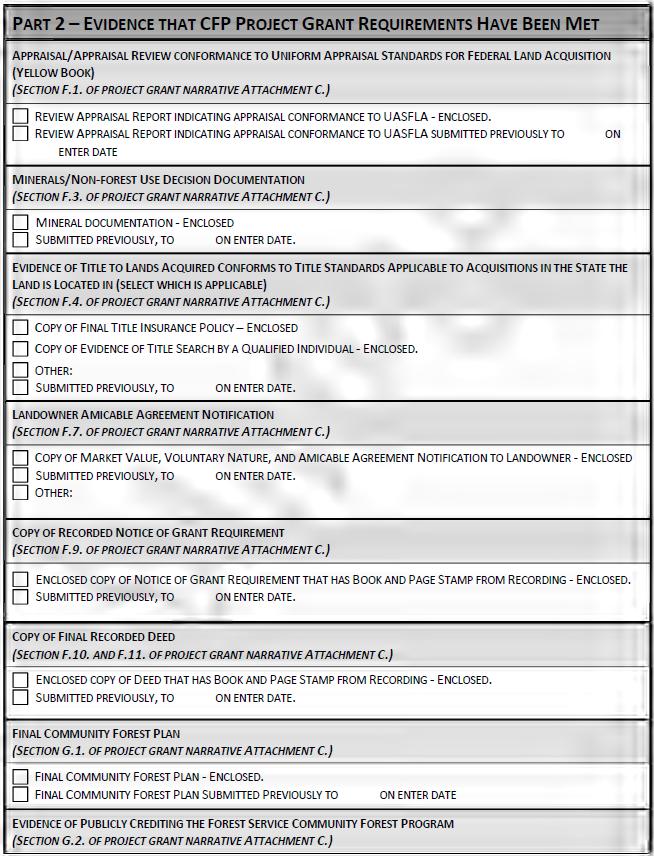 PART 2 – EVIDENCE THAT CFP PROJECT GRANT REQUIREMENTS HAVE BEEN MET
APPRAISAL/APPRAISAL REVIEW CONFORMANCE TO UNIFORM APPRAISAL STANDARDS FOR FEDERAL LAND ACQUISITION
(YELLOW BOOK)
(SECTION F.1. OF PROJECT GRANT NARRATIVE ATTACHMENT C.)
REVIEW APPRAISAL REPORT INDICATING APPRAISAL CONFORMANCE TO UASFLA - ENCLOSED.
REVIEW APPRAISAL REPORT INDICATING APPRAISAL CONFORMANCE TO UASFLA SUBMITTED PREVIOUSLY TO ON
ENTER DATE
MINERALS/NON-FOREST USE DECISION DOCUMENTATION
(SECTION F.3. OF PROJECT GRANT NARRATIVE ATTACHMENT C.)
MINERAL DOCUMENTATION - ENCLOSED
SUBMITTED PREVIOUSLY, TO ON ENTER DATE.
EVIDENCE OF TITLE TO LANDS ACQUIRED CONFORMS TO TITLE STANDARDS APPLICABLE TO ACQUISITIONS IN THE STATE THE
LAND IS LOCATED IN (SELECT WHICH IS APPLICABLE)
(SECTION F.4. OF PROJECT GRANT NARRATIVE ATTACHMENT C.)
COPY OF FINAL TITLE INSURANCE POLICY – ENCLOSED
COPY OF EVIDENCE OF TITLE SEARCH BY A QUALIFIED INDIVIDUAL - ENCLOSED.
OTHER:
SUBMITTED PREVIOUSLY, TO ON ENTER DATE.
LANDOWNER AMICABLE AGREEMENT NOTIFICATION
(SECTION F.7. OF PROJECT GRANT NARRATIVE ATTACHMENT C.)
COPY OF MARKET VALUE, VOLUNTARY NATURE, AND AMICABLE AGREEMENT NOTIFICATION TO LANDOWNER - ENCLOSED
SUBMITTED PREVIOUSLY, TO ON ENTER DATE.
OTHER:
COPY OF RECORDED NOTICE OF GRANT REQUIREMENT
(SECTION F.9. OF PROJECT GRANT NARRATIVE ATTACHMENT C.)
ENCLOSED COPY OF NOTICE OF GRANT REQUIREMENT THAT HAS BOOK AND PAGE STAMP FROM RECORDING - ENCLOSED.
SUBMITTED PREVIOUSLY, TO ON ENTER DATE.
COPY OF FINAL RECORDED DEED
(SECTION F.10. AND F.11. OF PROJECT GRANT NARRATIVE ATTACHMENT C.)
ENCLOSED COPY OF DEED THAT HAS BOOK AND PAGE STAMP FROM RECORDING - ENCLOSED.
SUBMITTED PREVIOUSLY, TO ON ENTER DATE.
FINAL COMMUNITY FOREST PLAN
(SECTION G.1. OF PROJECT GRANT NARRATIVE ATTACHMENT C.)
FINAL COMMUNITY FOREST PLAN - ENCLOSED.
FINAL COMMUNITY FOREST PLAN SUBMITTED PREVIOUSLY TO ON ENTER DATE
EVIDENCE OF PUBLICLY CREDITING THE FOREST SERVICE COMMUNITY FOREST PROGRAM
(SECTION G.2. OF PROJECT GRANT NARRATIVE ATTACHMENT C.)